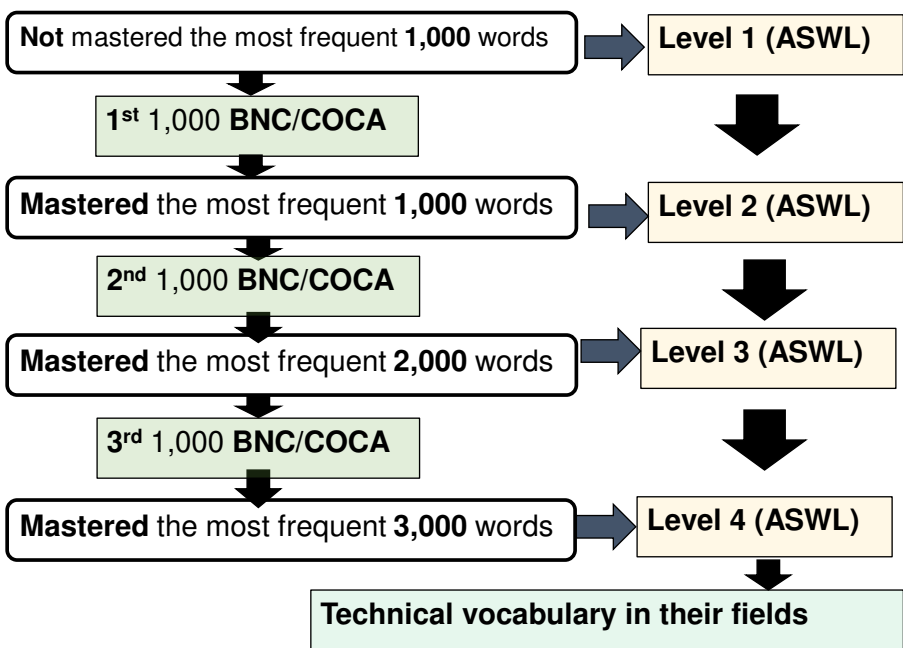 Not mastered the most frequent 1,000 words
Level 1 (ASWL)
1st 1,000 BNC/COCA
Mastered the most frequent 1,000 words
Level 2 (ASWL)
2nd 1,000 BNC/COCA
Mastered the most frequent 2,000 words
Level 3 (ASWL)
3rd 1,000 BNC/COCA
Mastered the most frequent 3,000 words
Level 4 (ASWL)
Technical vocabulary in their fields